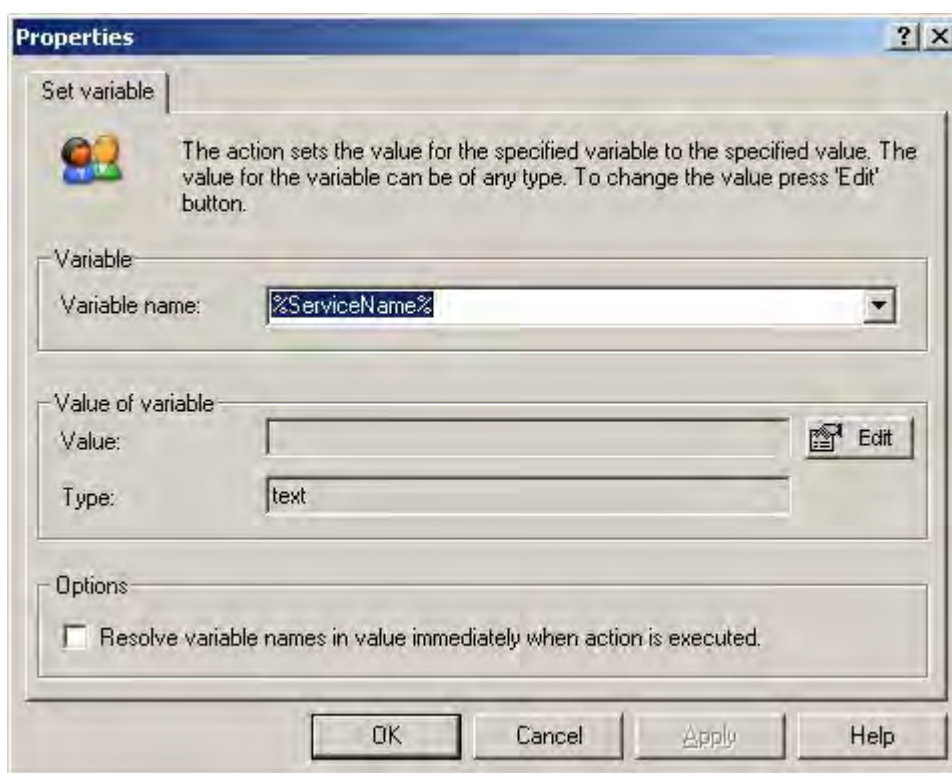 Properties
Set variable
The action sets the value for the specified variable to the specified value. The
value for the variable can be of any type. To change the value press 'Edit'
button.
Variable
Variable name: %ServiceName%
Value of variable
Value: Edit
Type: text
Options
Resolve variable names in value immediately when action is executed.
OK Cancel Apply Help